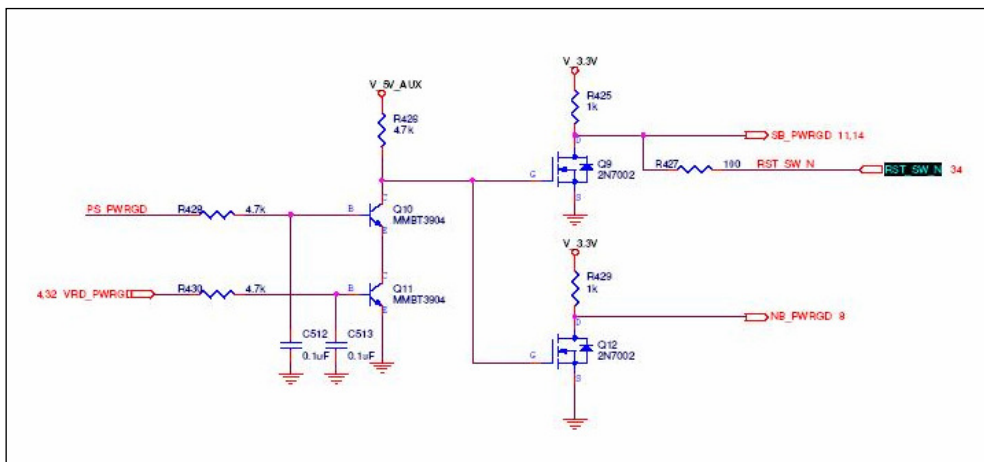 V_5V_AUX
R426
4.7k
V_3.3V
R425
1k
D
SB_PWRGD 11,14
R427 100 RST_SW_N
RST_SW_N 34
G
Q9
2N7002
S
PS_PWRGD
R428 4.7k
B
C
Q10
MMBT3904
E
4,32 VRD_PWRGD
R430 4.7k
B
C
Q11
MMBT3904
E
C512
0.1uF
C513
0.1uF
V_3.3V
R429
1k
D
NB_PWRGD 8
G
Q12
2N7002
S